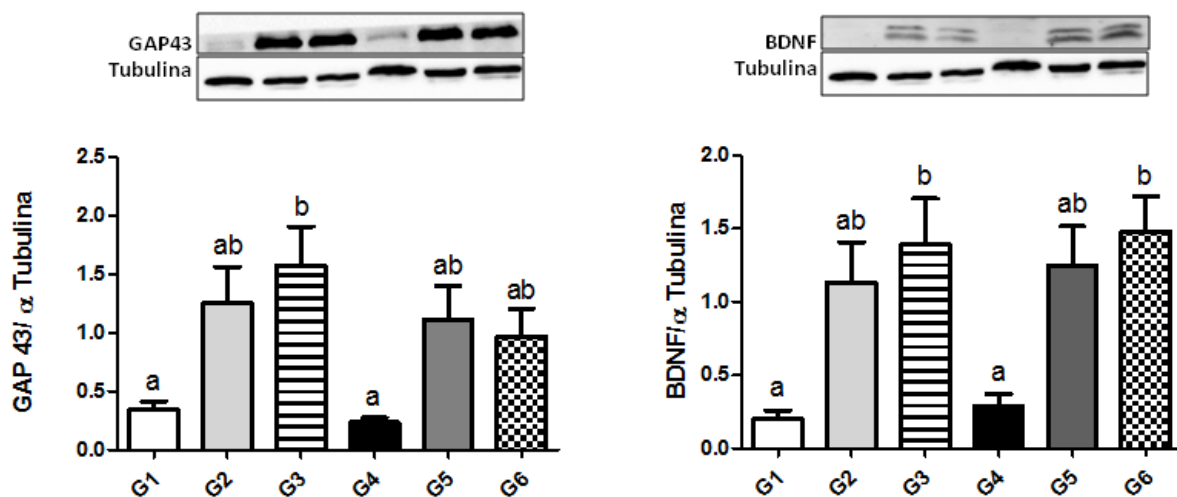 GAP43
Tubulina
GAP 43/ α Tubulina
2.5
2.0
1.5
1.0
0.5
0.0
a
ab
b
a
ab
ab
G1
G2
G3
G4
G5
G6
BDNF
Tubulina
BDNF/α Tubulina
2.0
1.5
1.0
0.5
0.0
a
ab
b
a
ab
b
G1
G2
G3
G4
G5
G6